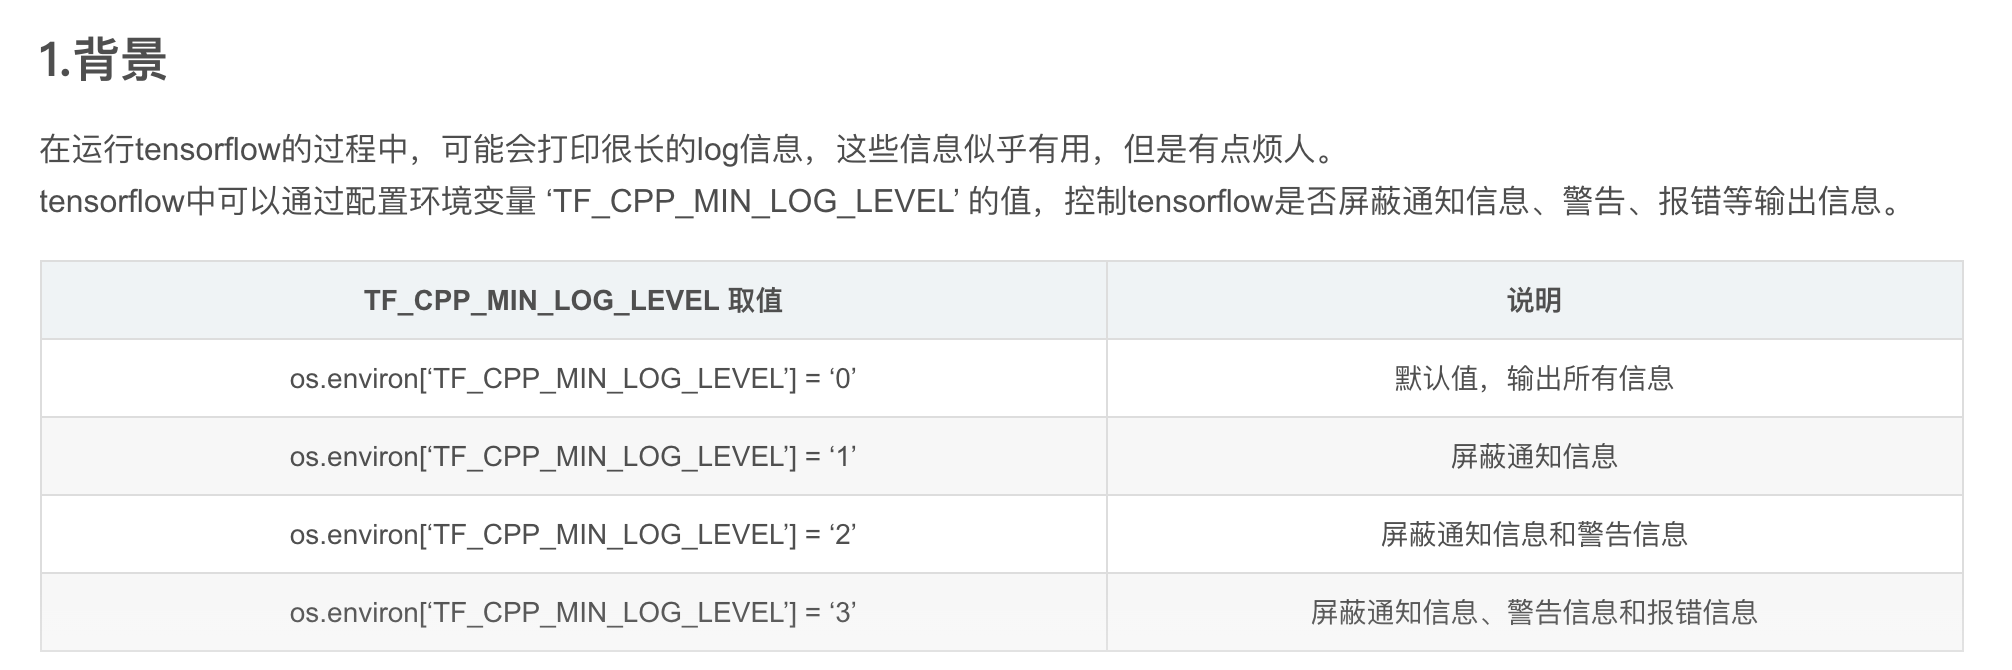 1.背景
在运行tensorflow的过程中，可能会打印很长的log信息，这些信息似乎有用，但是有点烦人。
tensorflow中可以通过配置环境变量 ‘TF_CPP_MIN_LOG_LEVEL’ 的值，控制tensorflow是否屏蔽通知信息、警告、报错等输出信息。
TF_CPP_MIN_LOG_LEVEL 取值 说明
os.environ[‘TF_CPP_MIN_LOG_LEVEL’] = ‘0’ 默认值，输出所有信息
os.environ[‘TF_CPP_MIN_LOG_LEVEL’] = ‘1’ 屏蔽通知信息
os.environ[‘TF_CPP_MIN_LOG_LEVEL’] = ‘2’ 屏蔽通知信息和警告信息
os.environ[‘TF_CPP_MIN_LOG_LEVEL’] = ‘3’ 屏蔽通知信息、警告信息和报错信息